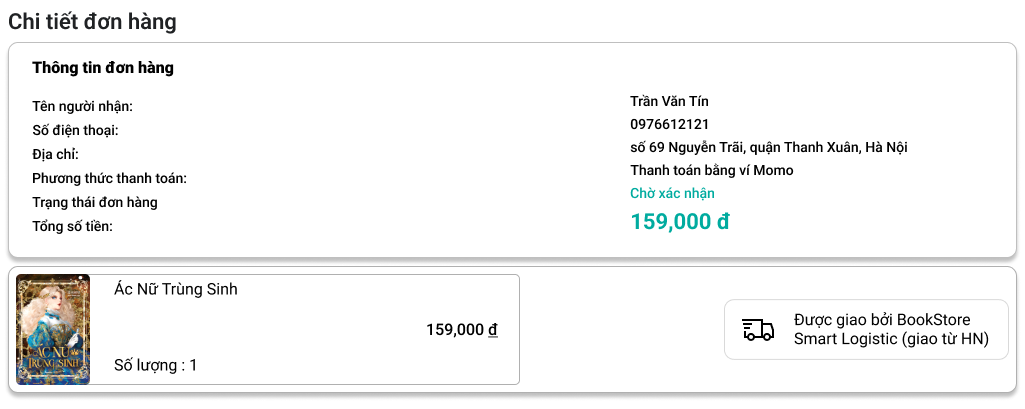 Chi tiết đơn hàng
Thông tin đơn hàng
Tên người nhận:
Trần Văn Tín
Số điện thoại:
0976612121
Địa chỉ:
số 69 Nguyễn Trãi, quận Thanh Xuân, Hà Nội
Phương thức thanh toán:
Thanh toán bằng ví Momo
Trạng thái đơn hàng
Chờ xác nhận
Tổng số tiền:
159,000 đ
ÁC NỮ
TRÙNG SINH
Ác Nữ Trùng Sinh
159,000 đ
Số lượng : 1
Được giao bởi BookStore
Smart Logistic (giao từ HN)